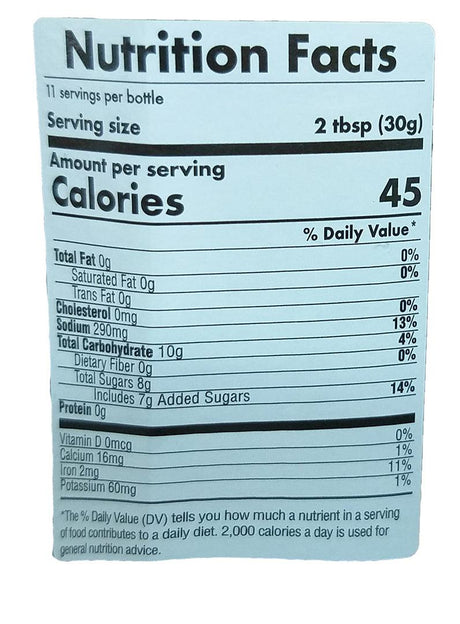 Nutrition Facts
11 servings per bottle
Serving size 2 tbsp (30g)
Amount per serving
Calories 45
% Daily Value*
Total Fat 0g 0%
Saturated Fat 0g 0%
Trans Fat 0g
Cholesterol 0mg 0%
Sodium 290mg 13%
Total Carbohydrate 10g 4%
Dietary Fiber 0g 0%
Total Sugars 8g
Includes 7g Added Sugars 14%
Protein 0g
Vitamin D 0mcg 0%
Calcium 16mg 1%
Iron 2mg 11%
Potassium 60mg 1%
*The % Daily Value (DV) tells you how much a nutrient in a serving
of food contributes to a daily diet. 2,000 calories a day is used for
general nutrition advice.